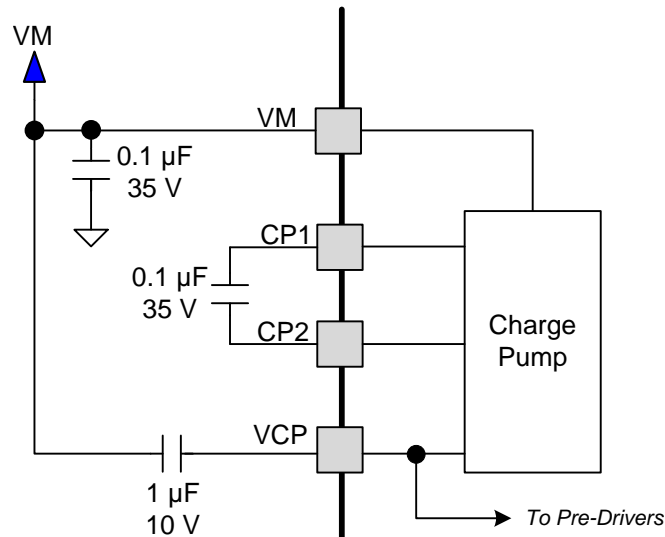 VM
VM
0.1 µF
35 V
CP1
0.1 µF
35 V
CP2
Charge
Pump
VCP
1 µF
10 V
To Pre-Drivers